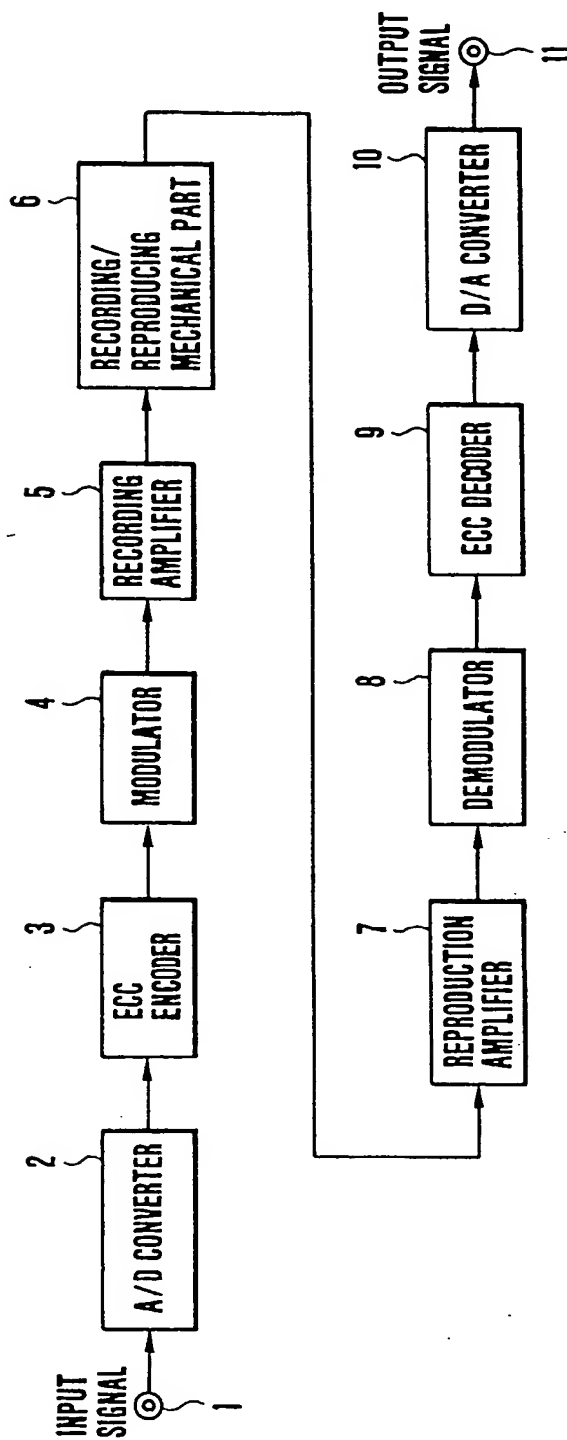 INPUT
SIGNAL
1
2
A/D CONVERTER
3
ECC
ENCODER
4
MODULATOR
5
RECORDING
AMPLIFIER
6
RECORDING/
REPRODUCING
MECHANICAL PART
7
REPRODUCTION
AMPLIFIER
8
DEMODULATOR
9
ECC DECODER
10
D/A CONVERTER
OUTPUT
SIGNAL
11